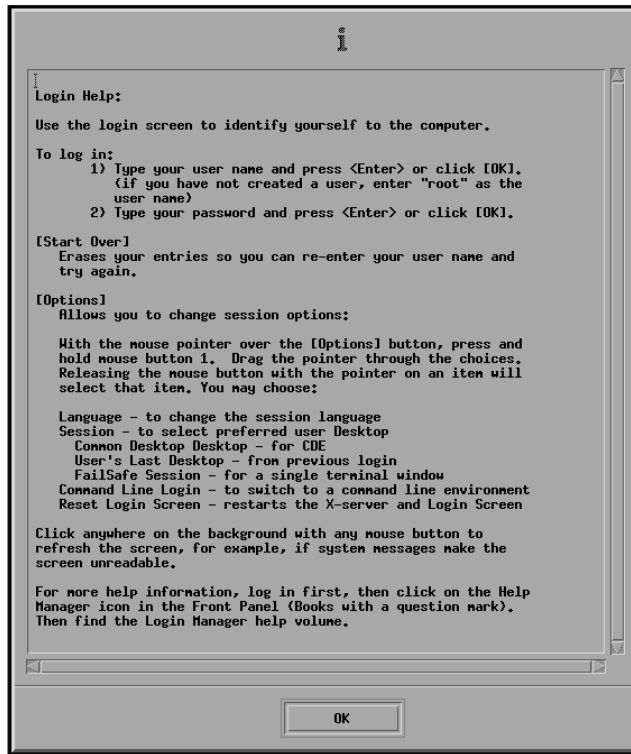 i
Login Help:
Use the login screen to identify yourself to the computer.
To log in:
1) Type your user name and press <Enter> or click [OK].
(if you have not created a user, enter "root" as the
user name)
2) Type your password and press <Enter> or click [OK].
[Start Over]
Erases your entries so you can re-enter your user name and
try again.
[Options]
Allows you to change session options:
With the mouse pointer over the [Options] button, press and
hold mouse button 1.  Drag the pointer through the choices.
Releasing the mouse button with the pointer on an item will
select that item. You may choose:
Language - to change the session language
Session - to select preferred user Desktop
Common Desktop Desktop - for CDE
User's Last Desktop - from previous login
FailSafe Session - for a single terminal window
Command Line Login - to switch to a command line environment
Reset Login Screen - restarts the X-server and Login Screen
Click anywhere on the background with any mouse button to
refresh the screen, for example, if system messages make the
screen unreadable.
For more help information, log in first, then click on the Help
Manager icon in the Front Panel (Books with a question mark).
Then find the Login Manager help volume.
OK